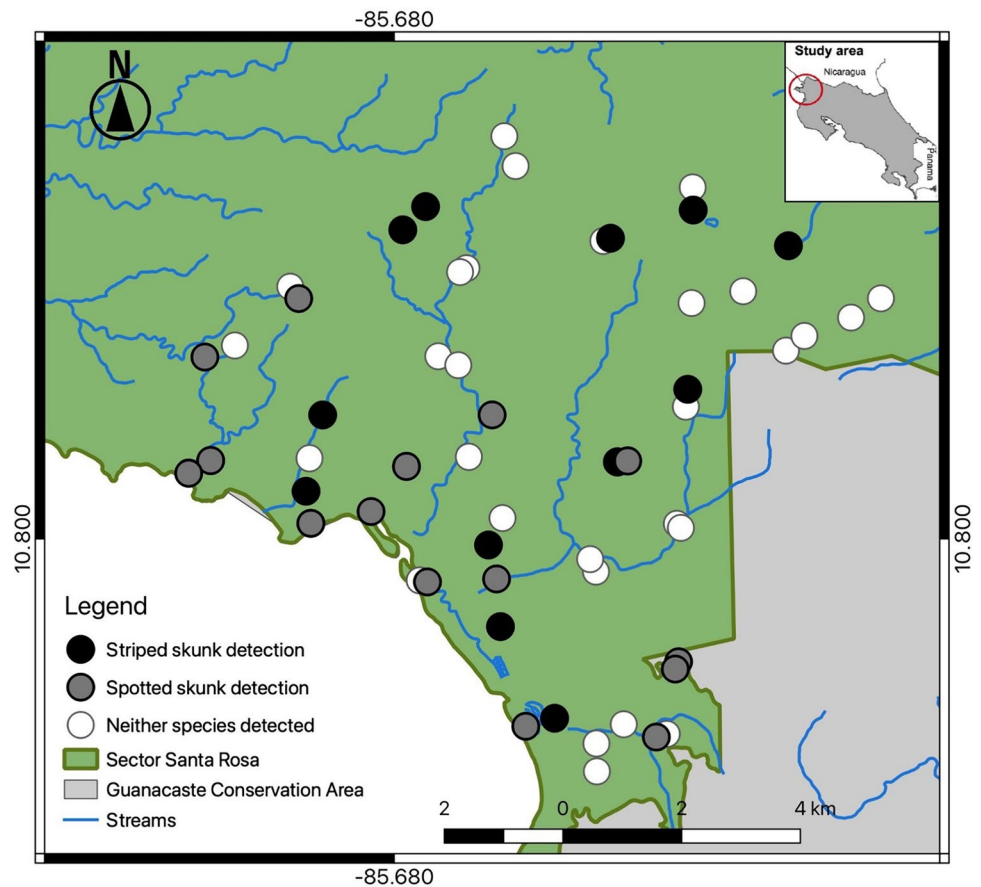 -85.680
N
Study area
Nicaragua
Panama
10.800
10.800
Legend
Striped skunk detection
Spotted skunk detection
Neither species detected
Sector Santa Rosa
Guanacaste Conservation Area
Streams
2 0 2 4 km
-85.680